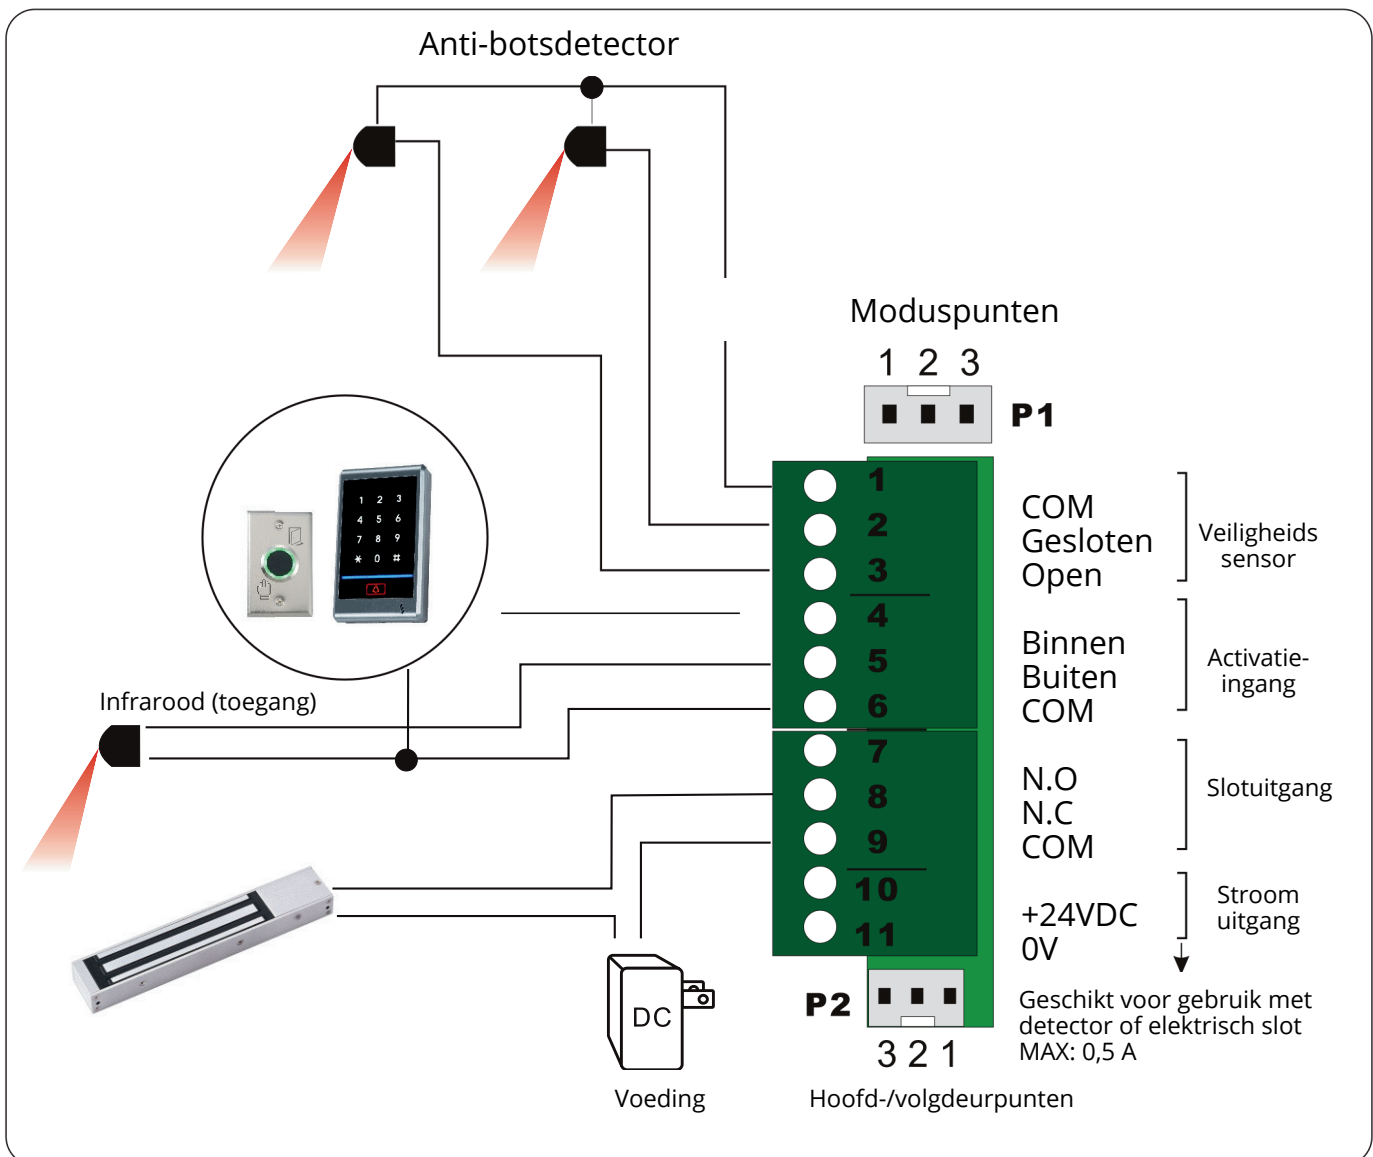 Anti-botsdetector
Moduspunten
1 2 3
P1
1
2
3
4
5
6
7
8
9
10
11
COM
Gesloten
Open
Veiligheids
sensor
Binnen
Buiten
COM
Activatie-
ingang
N.O
N.C
COM
Slotuitgang
+24VDC
0V
Stroom
uitgang
Geschikt voor gebruik met
detector of elektrisch slot
MAX: 0,5 A
P2
3 2 1
Hoofd-/volgdeurpunten
1 2 3
4 5 6
7 8 9
* 0 #
Infrarood (toegang)
DC
Voeding